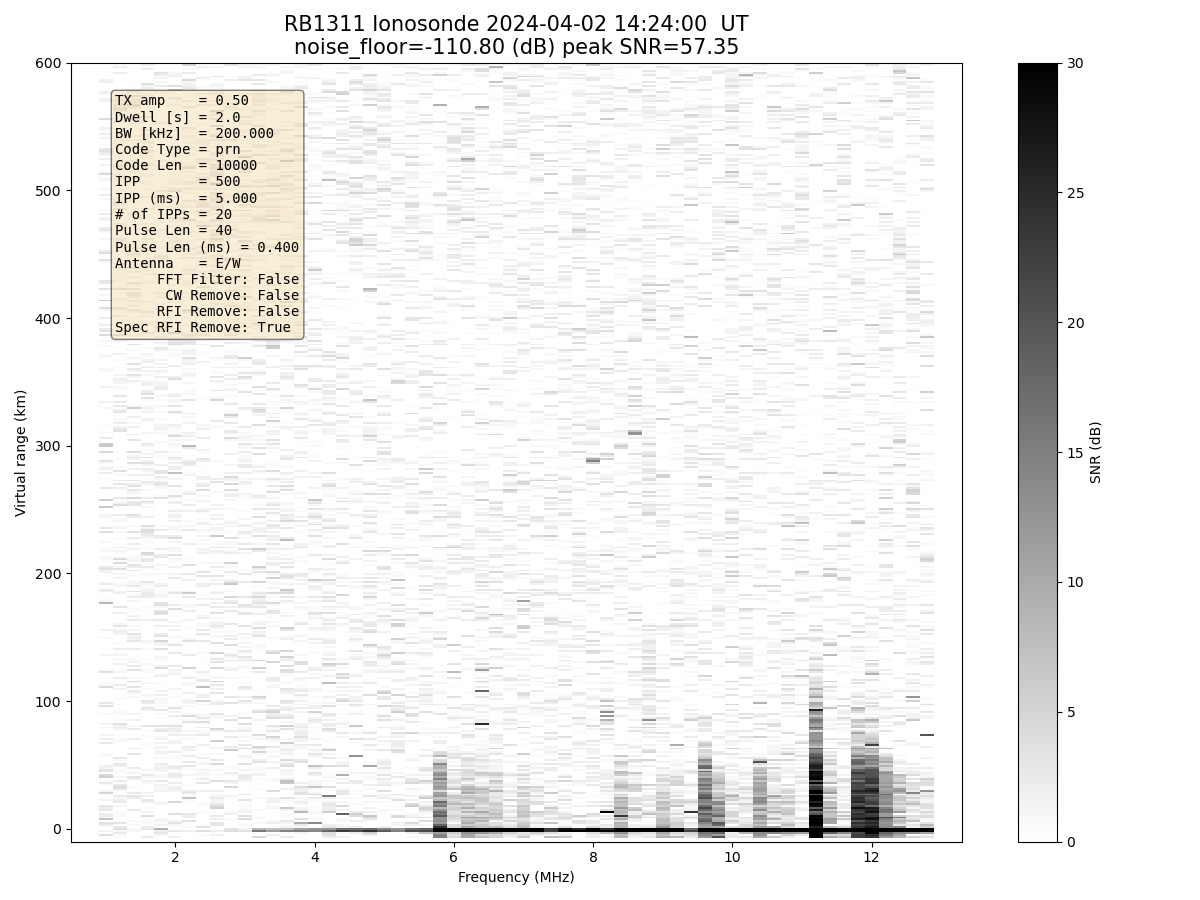 RB1311 Ionosonde 2024-04-02 14:24:00  UT
noise_floor=-110.80 (dB) peak SNR=57.35
TX amp    = 0.50
Dwell [s] = 2.0
BW [kHz]  = 200.000
Code Type = prn
Code Len  = 10000
IPP       = 500
IPP (ms)  = 5.000
# of IPPs = 20
Pulse Len = 40
Pulse Len (ms) = 0.400
Antenna   = E/W
FFT Filter: False
CW Remove: False
RFI Remove: False
Spec RFI Remove: True
Virtual range (km)
600
500
400
300
200
100
0
2
4
6
8
10
12
Frequency (MHz)
30
25
20
15
10
5
0
SNR (dB)